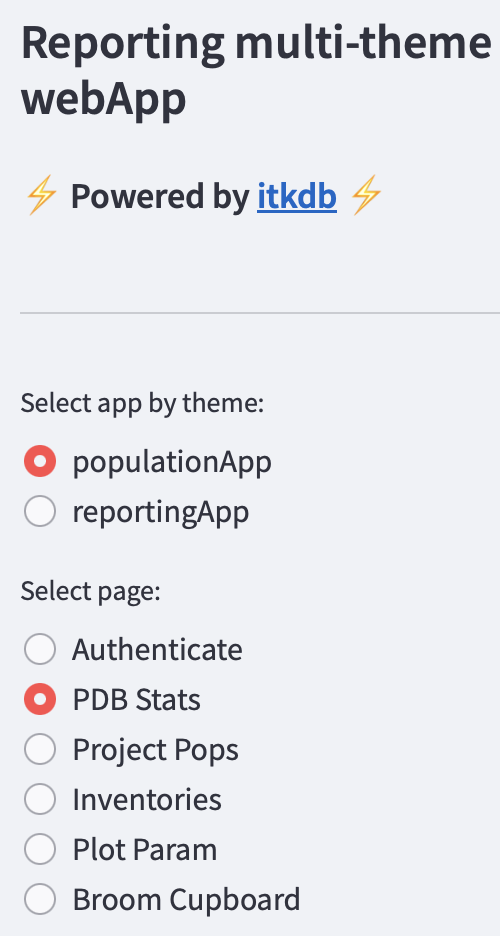 Reporting multi-theme
webApp
⚡ Powered by itkdb ⚡
Select app by theme:
populationApp
reportingApp
Select page:
Authenticate
PDB Stats
Project Pops
Inventories
Plot Param
Broom Cupboard